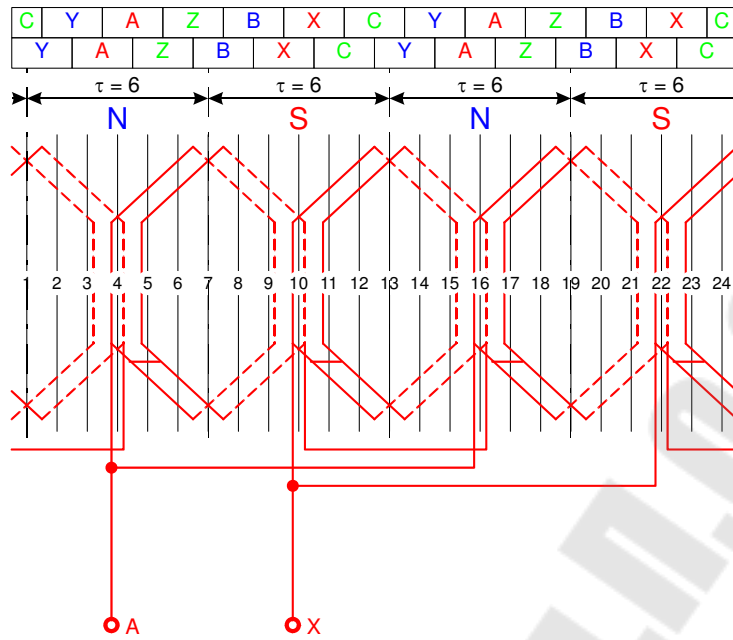 C Y A Z B X C Y A Z B X C
Y A Z B X C Y A Z B X C
τ = 6 τ = 6 τ = 6 τ = 6
N S N S
1 2 3 4 5 6 7 8 9 10 11 12 13 14 15 16 17 18 19 20 21 22 23 24
A X